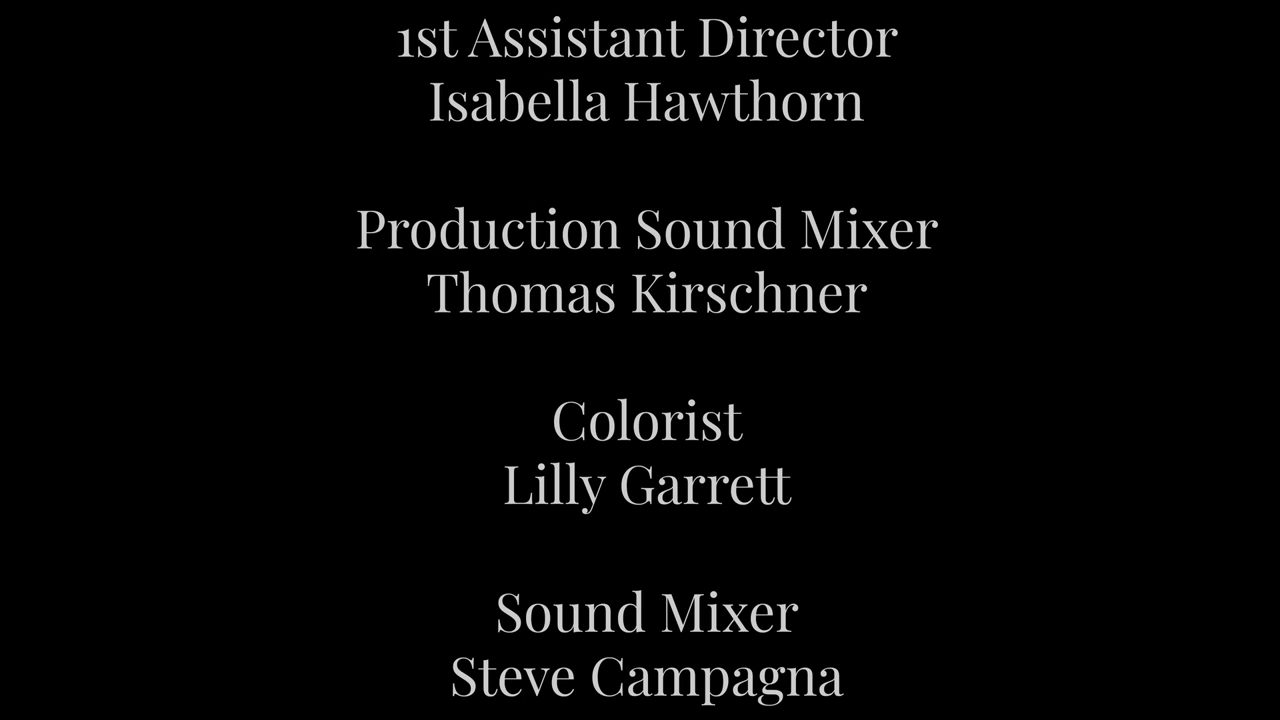 1st Assistant Director
Isabella Hawthorn
Production Sound Mixer
Thomas Kirschner
Colorist
Lilly Garrett
Sound Mixer
Steve Campagna